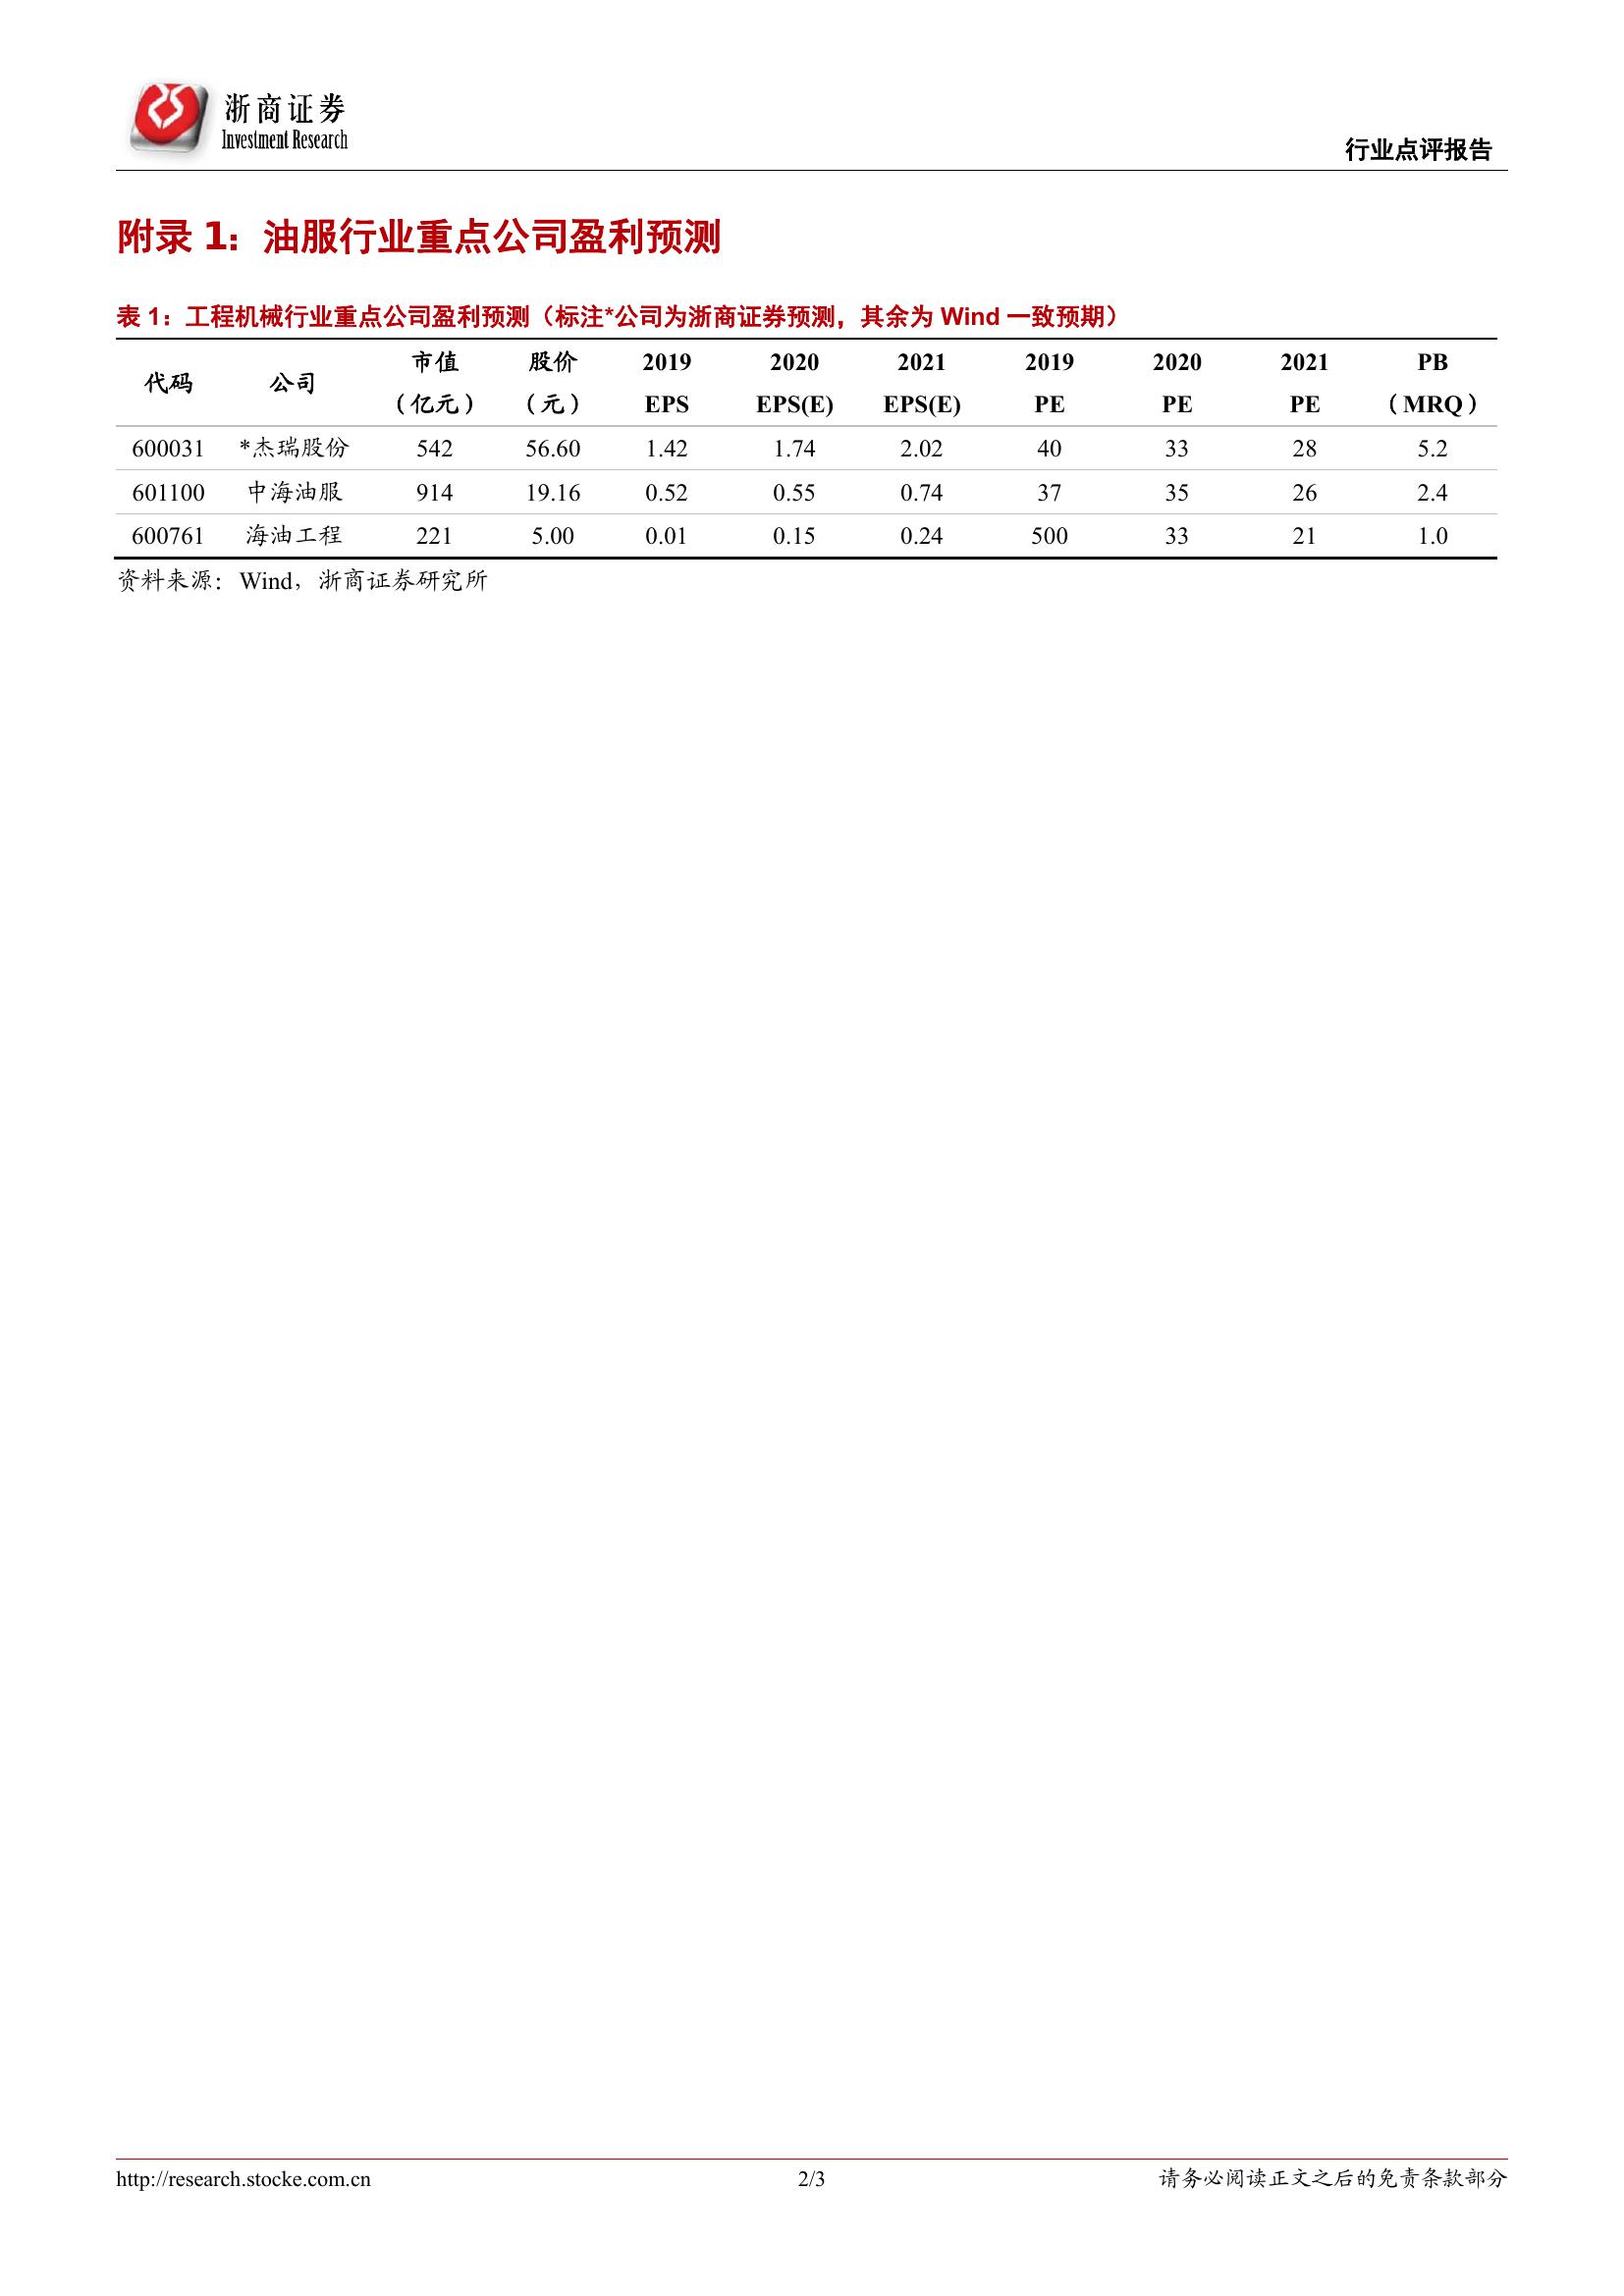 浙商证券
Investment Research
行业点评报告
附录 1：油服行业重点公司盈利预测
表 1：工程机械行业重点公司盈利预测（标注*公司为浙商证券预测，其余为 Wind 一致预期）
代码 公司 市值（亿元） 股价（元） 2019 EPS 2020 EPS(E) 2021 EPS(E) 2019 PE 2020 PE 2021 PE PB（MRQ）
600031 *杰瑞股份 542 56.60 1.42 1.74 2.02 40 33 28 5.2
601100 中海油服 914 19.16 0.52 0.55 0.74 37 35 26 2.4
600761 海油工程 221 5.00 0.01 0.15 0.24 500 33 21 1.0
资料来源：Wind，浙商证券研究所
http://research.stocke.com.cn 2/3 请务必阅读正文之后的免责条款部分